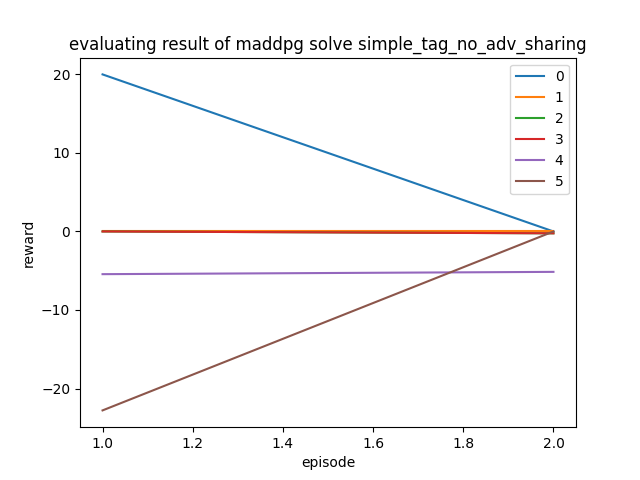 evaluating result of maddpg solve simple_tag_no_adv_sharing
20
10
0
−10
−20
reward
0
1
2
3
4
5
1.0 1.2 1.4 1.6 1.8 2.0
episode